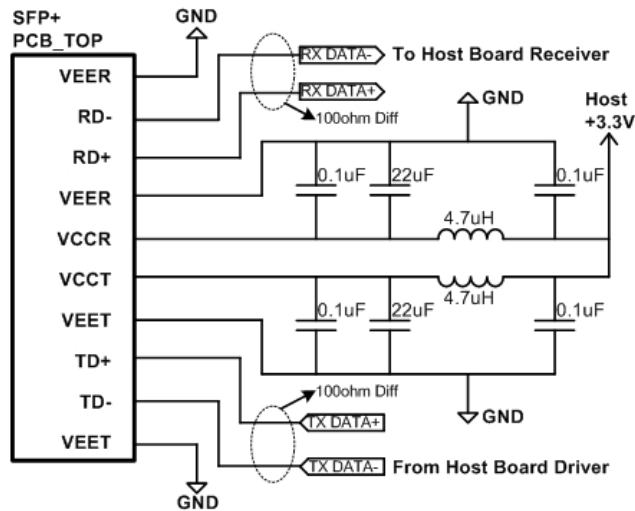 SFP+
PCB_TOP
GND
VEER
RX DATA-
To Host Board Receiver
RD-
RX DATA+
100ohm Diff
GND
Host
+3.3V
RD+
VEER
0.1uF
22uF
0.1uF
4.7uH
VCCR
VCCT
4.7uH
0.1uF
22uF
0.1uF
VEET
TD+
100ohm Diff
TD-
TX DATA+
GND
VEET
TX DATA-
From Host Board Driver
GND